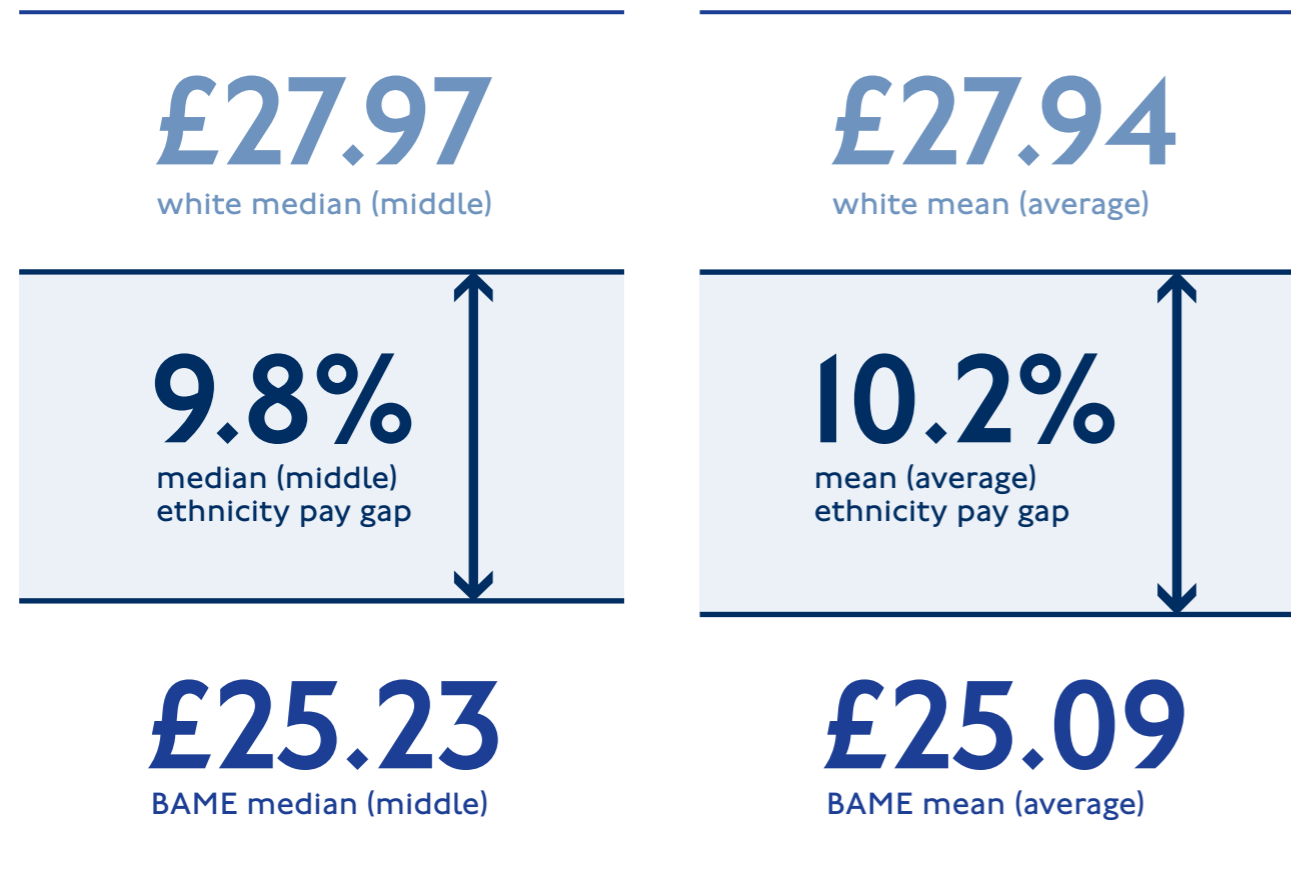 £27.97
white median (middle)
9.8%
median (middle)
ethnicity pay gap
£25.23
BAME median (middle)
£27.94
white mean (average)
10.2%
mean (average)
ethnicity pay gap
£25.09
BAME mean (average)